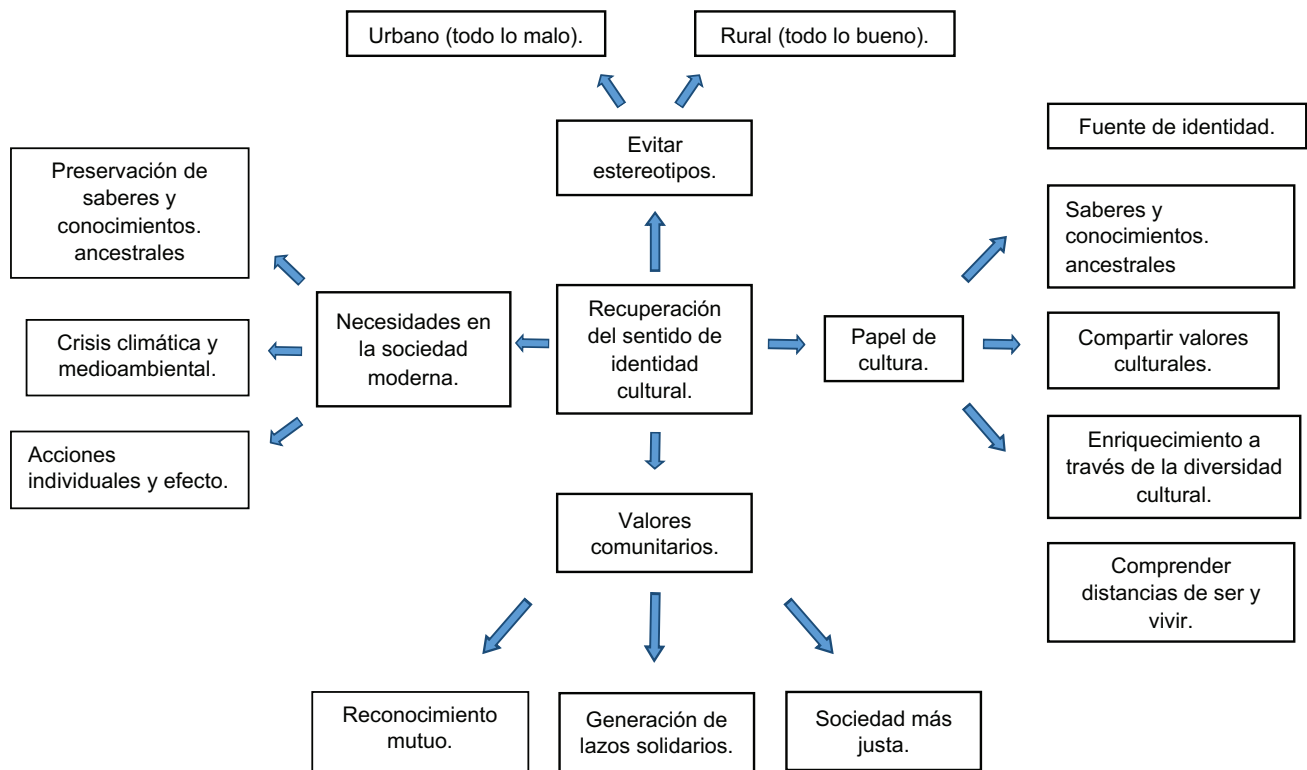 Urbano (todo lo malo).
Rural (todo lo bueno).
Evitar
estereotipos.
Fuente de identidad.
Preservación de
saberes y
conocimientos.
ancestrales
Saberes y
conocimientos.
ancestrales
Necesidades en
la sociedad
moderna.
Recuperación
del sentido de
identidad
cultural.
Papel de
cultura.
Crisis climática y
medioambiental.
Compartir valores
culturales.
Acciones
individuales y efecto.
Enriquecimiento a
través de la diversidad
cultural.
Valores
comunitarios.
Comprender
distancias de ser y
vivir.
Reconocimiento
mutuo.
Generación de
lazos solidarios.
Sociedad más
justa.